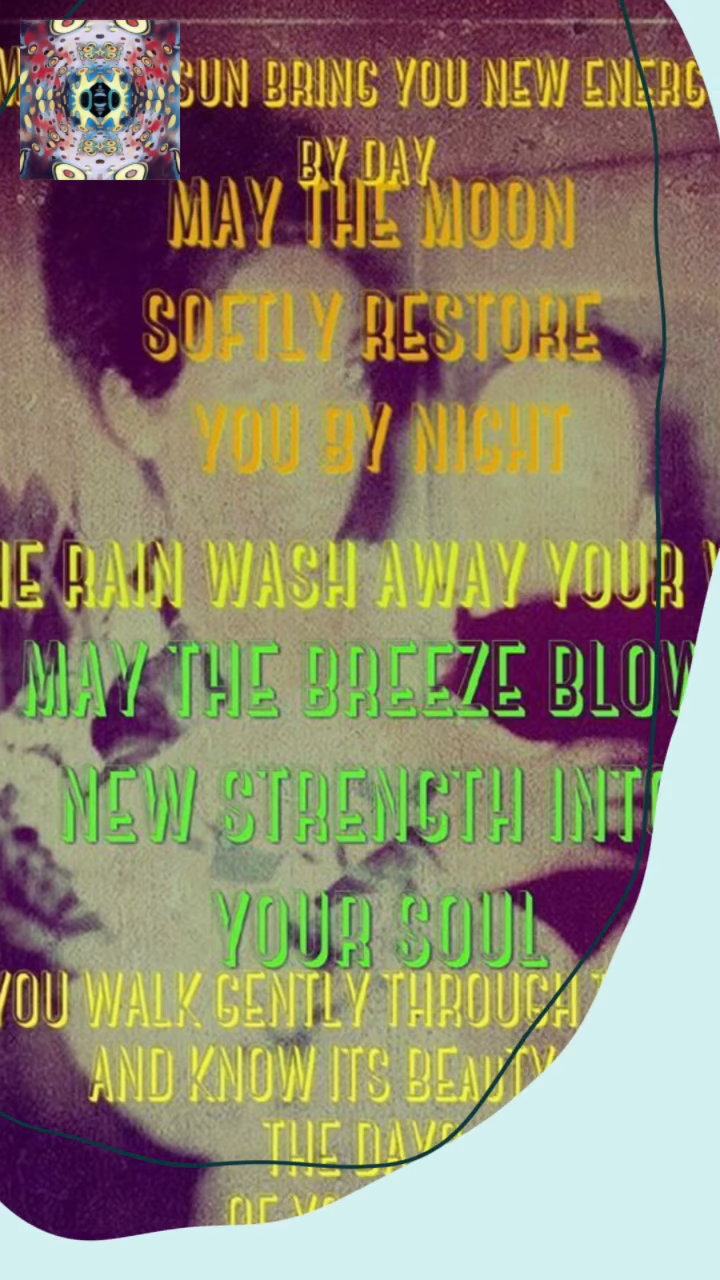 SUN BRING YOU NEW ENERG
BY DAY
MAY THE MOON
SOFTLY RESTORE
YOU BY NIGHT
RAIN WASH AWAY YOUR
MAY THE BREEZE BLOW
NEW STRENGTH INTO
YOUR SOUL
YOU WALK GENTLY THROUGH
AND KNOW ITS BEAUTY
THE DAYS
OF